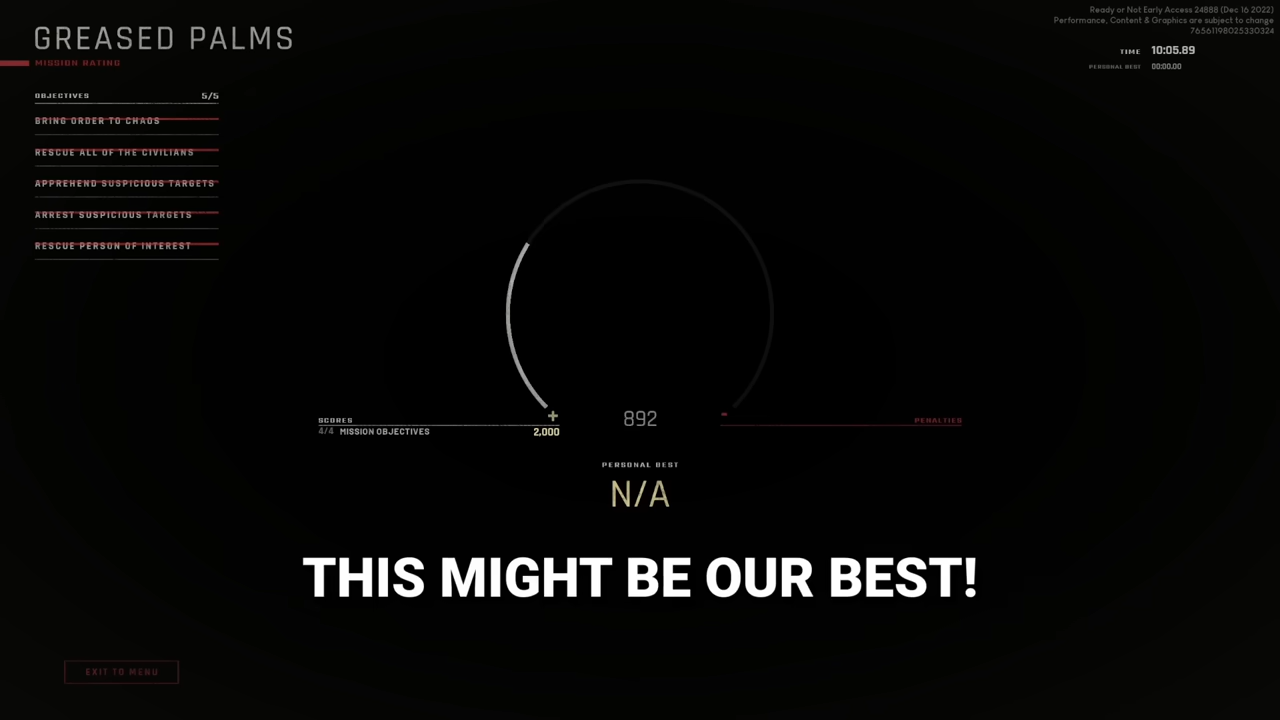 GREASED PALMS
MISSION RATING
Ready or Not Early Access 24888 (Dec 16 2022)
Performance, Content & Graphics are subject to change
76561198025330324
TIME 10:05.89
PERSONAL BEST 00:00.00
OBJECTIVES 5/5
BRING ORDER TO CHAOS
RESCUE ALL OF THE CIVILIANS
APPREHEND SUSPICIOUS TARGETS
ARREST SUSPICIOUS TARGETS
RESCUE PERSON OF INTEREST
SCORES +
4/4 MISSION OBJECTIVES 2,000
892
- PENALTIES
PERSONAL BEST
N/A
THIS MIGHT BE OUR BEST!
EXIT TO MENU